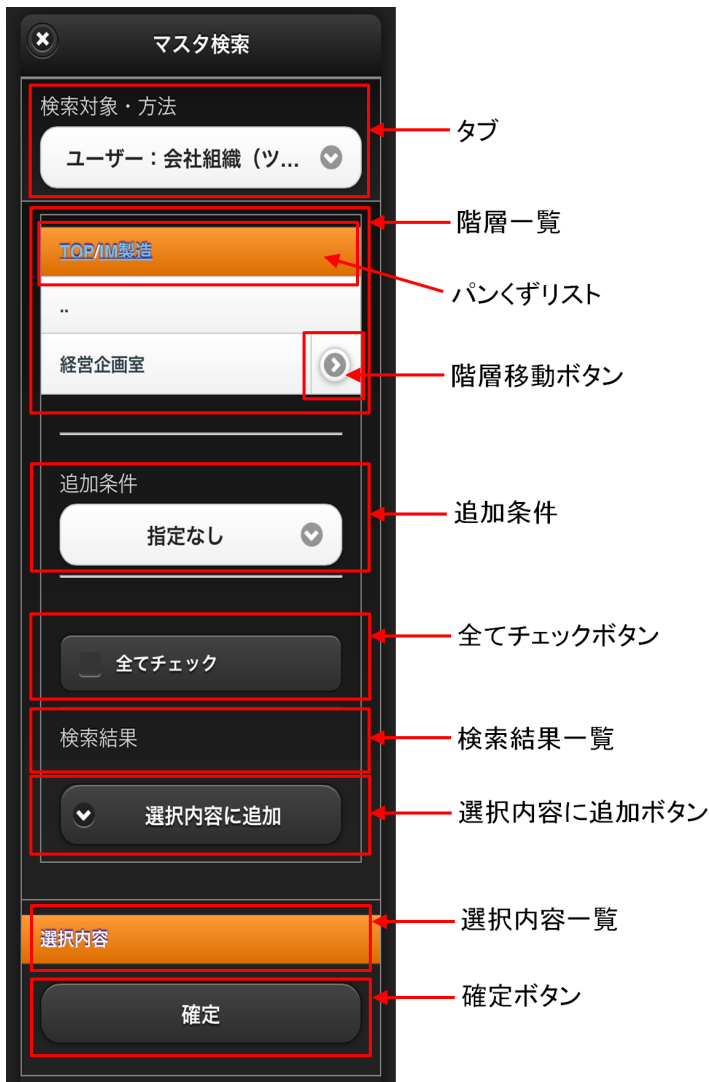 マスタ検索
検索対象・方法
タブ
ユーザー：会社組織（ツ...
階層一覧
TOP/IM製造
パンくずリスト
..
経営企画室
階層移動ボタン
追加条件
指定なし
追加条件
全てチェック
全てチェックボタン
検索結果
検索結果一覧
選択内容に追加
選択内容に追加ボタン
選択内容
選択内容一覧
確定
確定ボタン